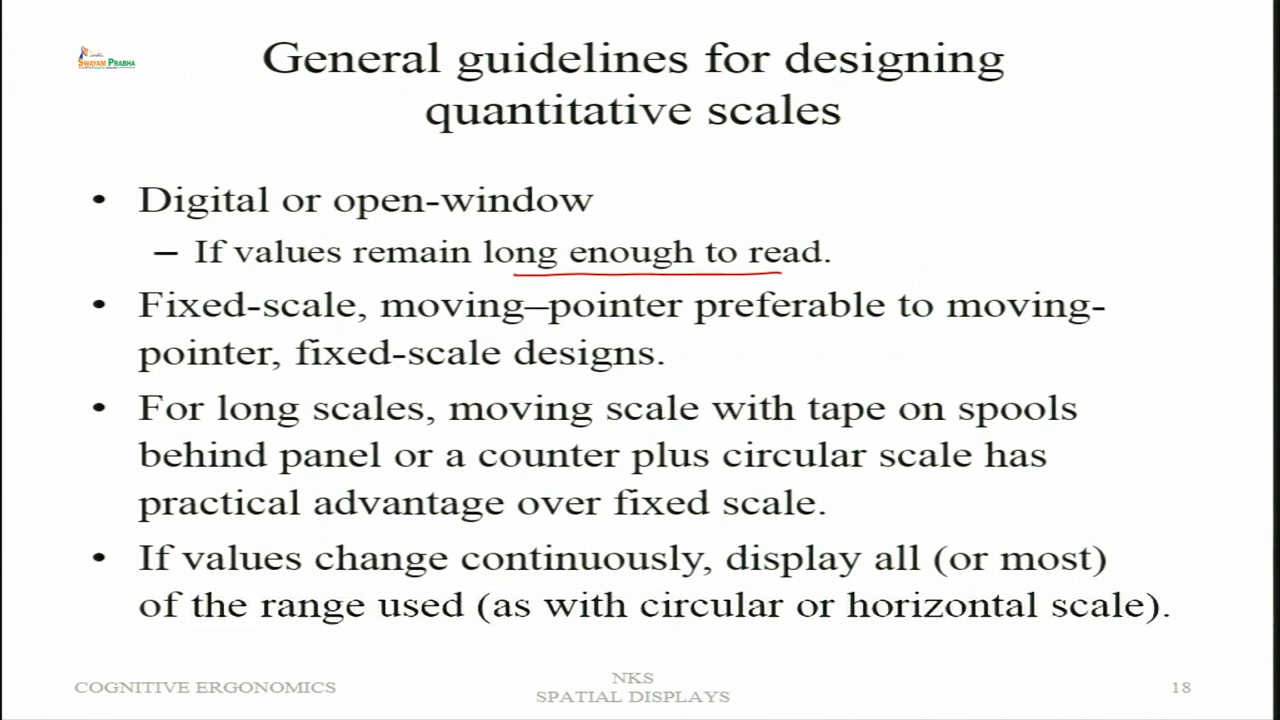 SWAYAM PRABHA
General guidelines for designing
quantitative scales
• Digital or open-window
– If values remain long enough to read.
• Fixed-scale, moving–pointer preferable to moving-
pointer, fixed-scale designs.
• For long scales, moving scale with tape on spools
behind panel or a counter plus circular scale has
practical advantage over fixed scale.
• If values change continuously, display all (or most)
of the range used (as with circular or horizontal scale).
COGNITIVE ERGONOMICS
NKS
SPATIAL DISPLAYS
18